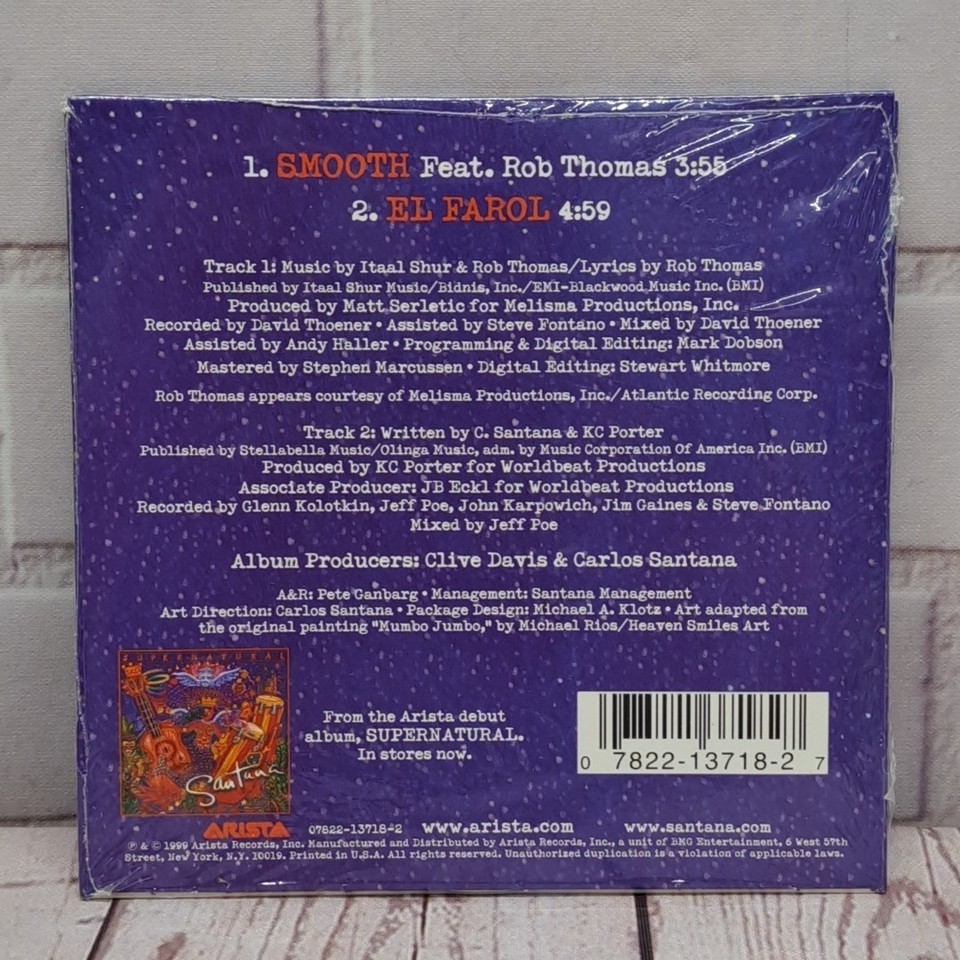 1. SMOOTH Feat. Rob Thomas 3:55
2. EL FAROL 4:59
Track 1: Music by Itaal Shur & Rob Thomas/Lyrics by Rob Thomas
Published by Itaal Shur Music/Bidnis, Inc./EMI-Blackwood Music Inc. (BMI)
Produced by Matt Serletic for Melisma Productions, Inc.
Recorded by David Thoener • Assisted by Steve Fontano • Mixed by David Thoener
Assisted by Andy Haller • Programming & Digital Editing: Mark Dobson
Mastered by Stephen Marcussen • Digital Editing: Stewart Whitmore
Rob Thomas appears courtesy of Melisma Productions, Inc./Atlantic Recording Corp.
Track 2: Written by C. Santana & KC Porter
Published by Stellabella Music/Olinga Music, adm. by Music Corporation Of America Inc. (BMI)
Produced by KC Porter for Worldbeat Productions
Associate Producer: JB Eckl for Worldbeat Productions
Recorded by Glenn Kolotkin, Jeff Poe, John Karpowich, Jim Gaines & Steve Fontano
Mixed by Jeff Poe
Album Producers: Clive Davis & Carlos Santana
A&R: Pete Ganbarg • Management: Santana Management
Art Direction: Carlos Santana • Package Design: Michael A. Klotz • Art adapted from
the original painting "Mumbo Jumbo," by Michael Rios/Heaven Smiles Art
SUPERNATURAL
Santana
From the Arista debut
album, SUPERNATURAL.
In stores now.
0 7822-13718-2 7
ARISTA 07822-13718-2 www.arista.com www.santana.com
℗ & © 1999 Arista Records, Inc. Manufactured and Distributed by Arista Records, Inc., a unit of BMG Entertainment, 6 West 57th
Street, New York, N.Y. 10019. Printed in U.S.A. All rights reserved. Unauthorized duplication is a violation of applicable laws.